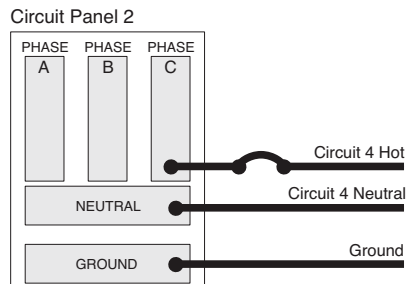 Circuit Panel 2
PHASE PHASE PHASE
A B C
Circuit 4 Hot
Circuit 4 Neutral
NEUTRAL
Ground
GROUND